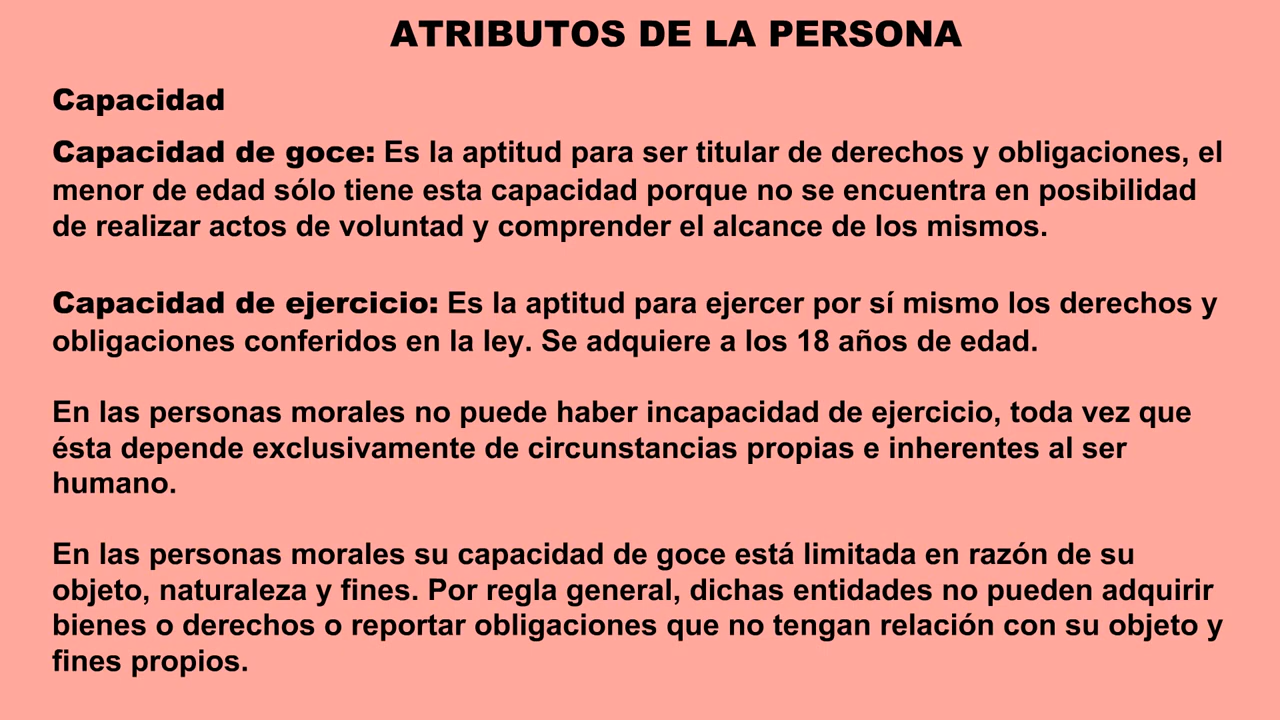 ATRIBUTOS DE LA PERSONA
Capacidad
Capacidad de goce: Es la aptitud para ser titular de derechos y obligaciones, el
menor de edad sólo tiene esta capacidad porque no se encuentra en posibilidad
de realizar actos de voluntad y comprender el alcance de los mismos.
Capacidad de ejercicio: Es la aptitud para ejercer por sí mismo los derechos y
obligaciones conferidos en la ley. Se adquiere a los 18 años de edad.
En las personas morales no puede haber incapacidad de ejercicio, toda vez que
ésta depende exclusivamente de circunstancias propias e inherentes al ser
humano.
En las personas morales su capacidad de goce está limitada en razón de su
objeto, naturaleza y fines. Por regla general, dichas entidades no pueden adquirir
bienes o derechos o reportar obligaciones que no tengan relación con su objeto y
fines propios.